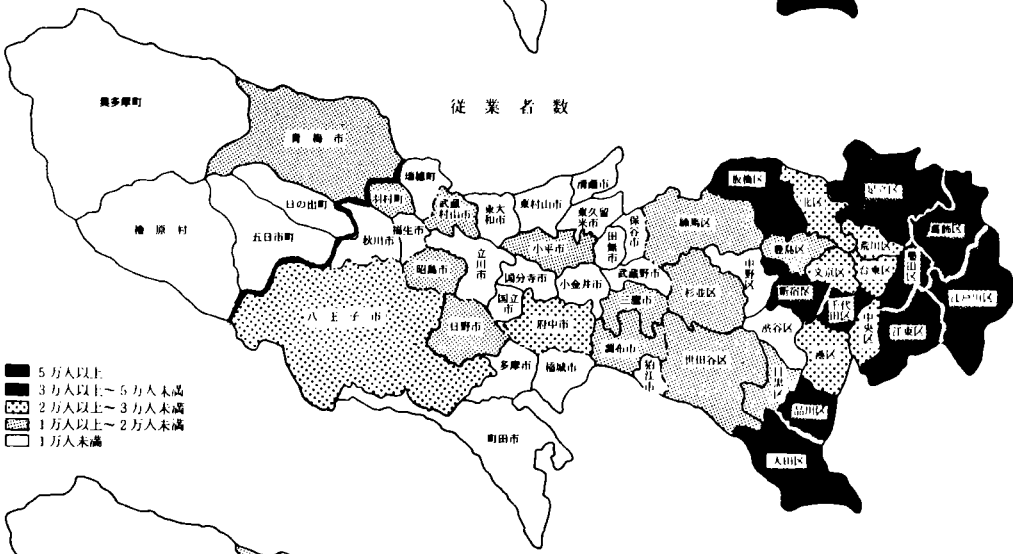 従業者数
奥多摩町
青梅市
瑞穂町
清瀬市
板橋区
足立区
羽村町
武蔵
村山市
東大
和市
東村山市
東久留
米市
保谷市
練馬区
北区
葛飾区
日の出町
檜原村
五日市町
秋川市
福生市
小平市
田無市
豊島区
荒川区
昭島市
立川市
国分寺市
小金井市
武蔵野市
中野区
文京区
台東区
墨田区
八王子市
日野市
国立市
府中市
三鷹市
杉並区
新宿区
千代
田区
中央区
江東区
江戸川区
調布市
狛江市
世田谷区
渋谷区
港区
多摩市
稲城市
目黒区
品川区
町田市
大田区
5万人以上
3万人以上～5万人未満
2万人以上～3万人未満
1万人以上～2万人未満
1万人未満